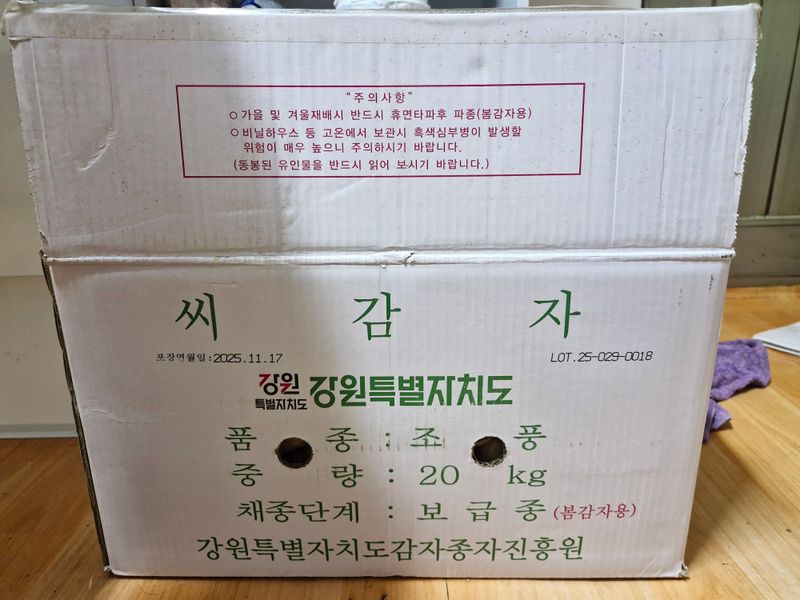 "주의사항"
○가을 및 겨울재배시 반드시 휴면타파후 파종(봄감자용)
○비닐하우스 등 고온에서 보관시 흑색심부병이 발생할
위험이 매우 높으니 주의하시기 바랍니다.
(동봉된 유인물을 반드시 읽어 보시기 바랍니다.)
씨 감 자
포장연월일:2025.11.17 LOT.25-029-0018
강원특별자치도 강원특별자치도
품 종 : 조 풍
중 량 : 20 kg
채종단계 : 보 급 종 (봄감자용)
강원특별자치도감자종자진흥원